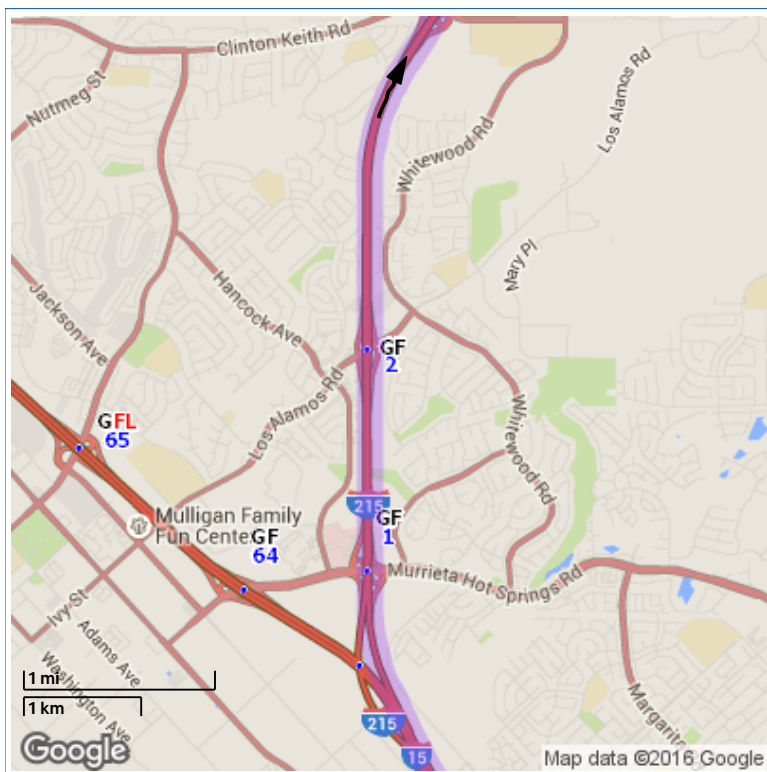 Clinton Keith Rd
Nutmeg St
Los Alamos Rd
Whitewood Rd
Mary Pl
Hancock Ave
Jackson Ave
GF
2
Los Alamos Rd
Whitewood Rd
GFL
65
215
GF
1
Mulligan Family
Fun Center
GF
64
Murrieta Hot Springs Rd
Ivy St
Adams Ave
Washington Ave
1 mi
1 km
Margarita
215
15
Google
Map data ©2016 Google